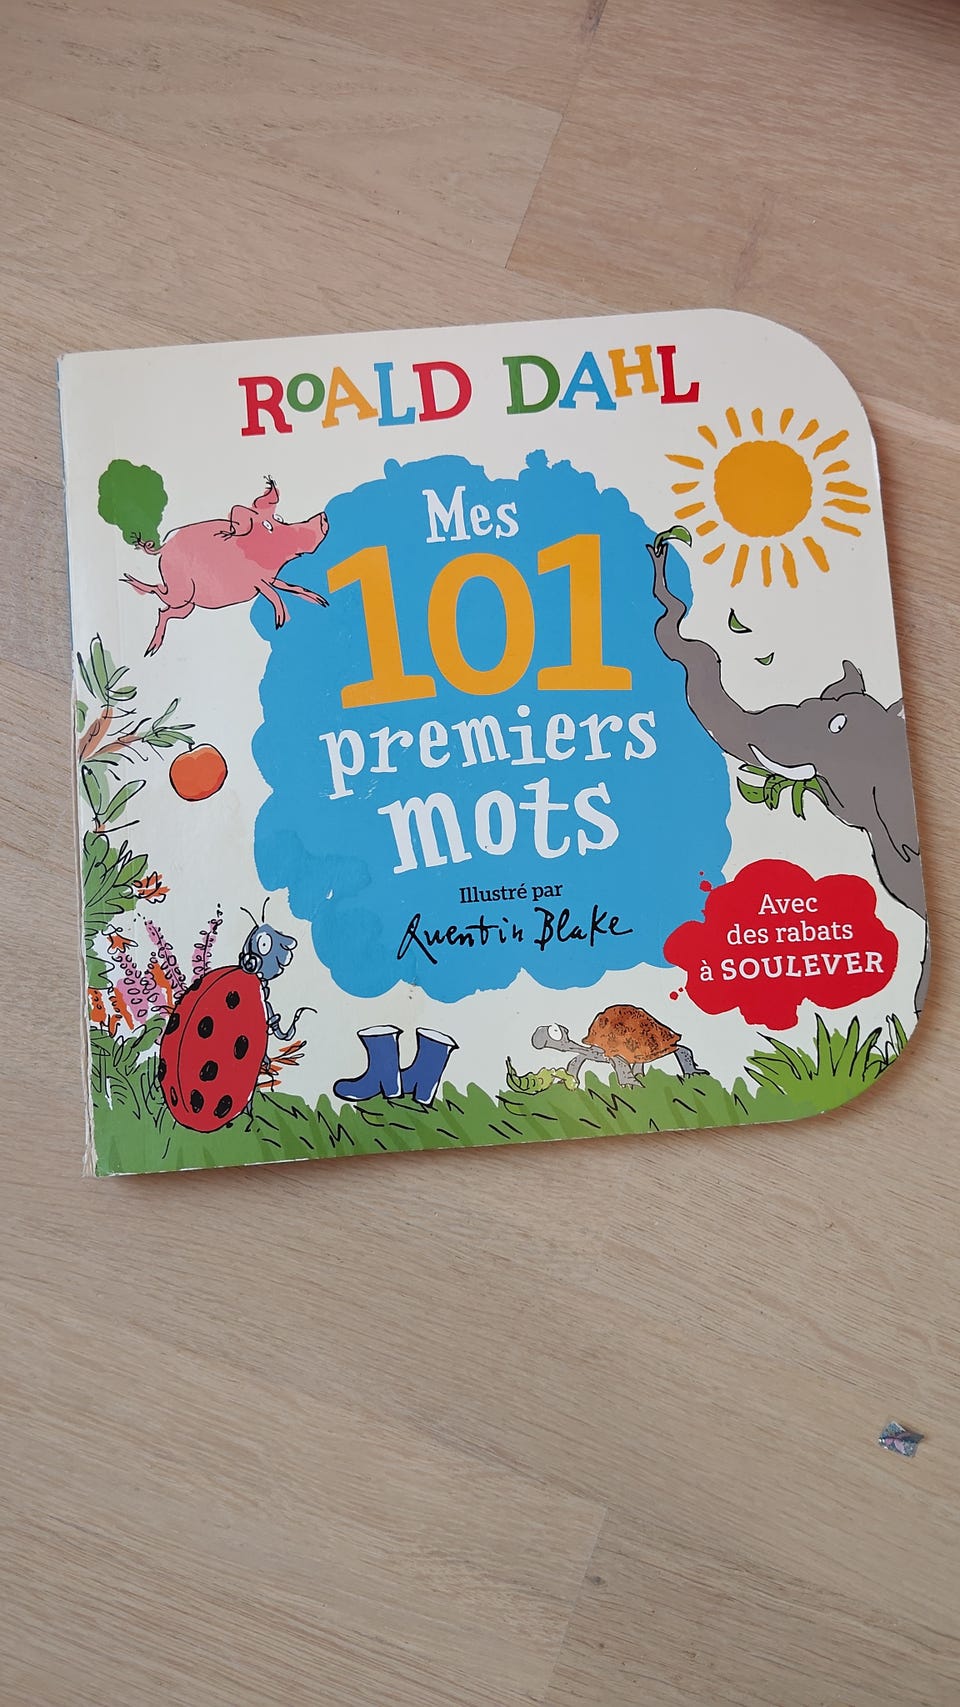 ROALD DAHL
Mes
101
premiers
mots
Illustré par
Quentin Blake
Avec
des rabats
à SOULEVER